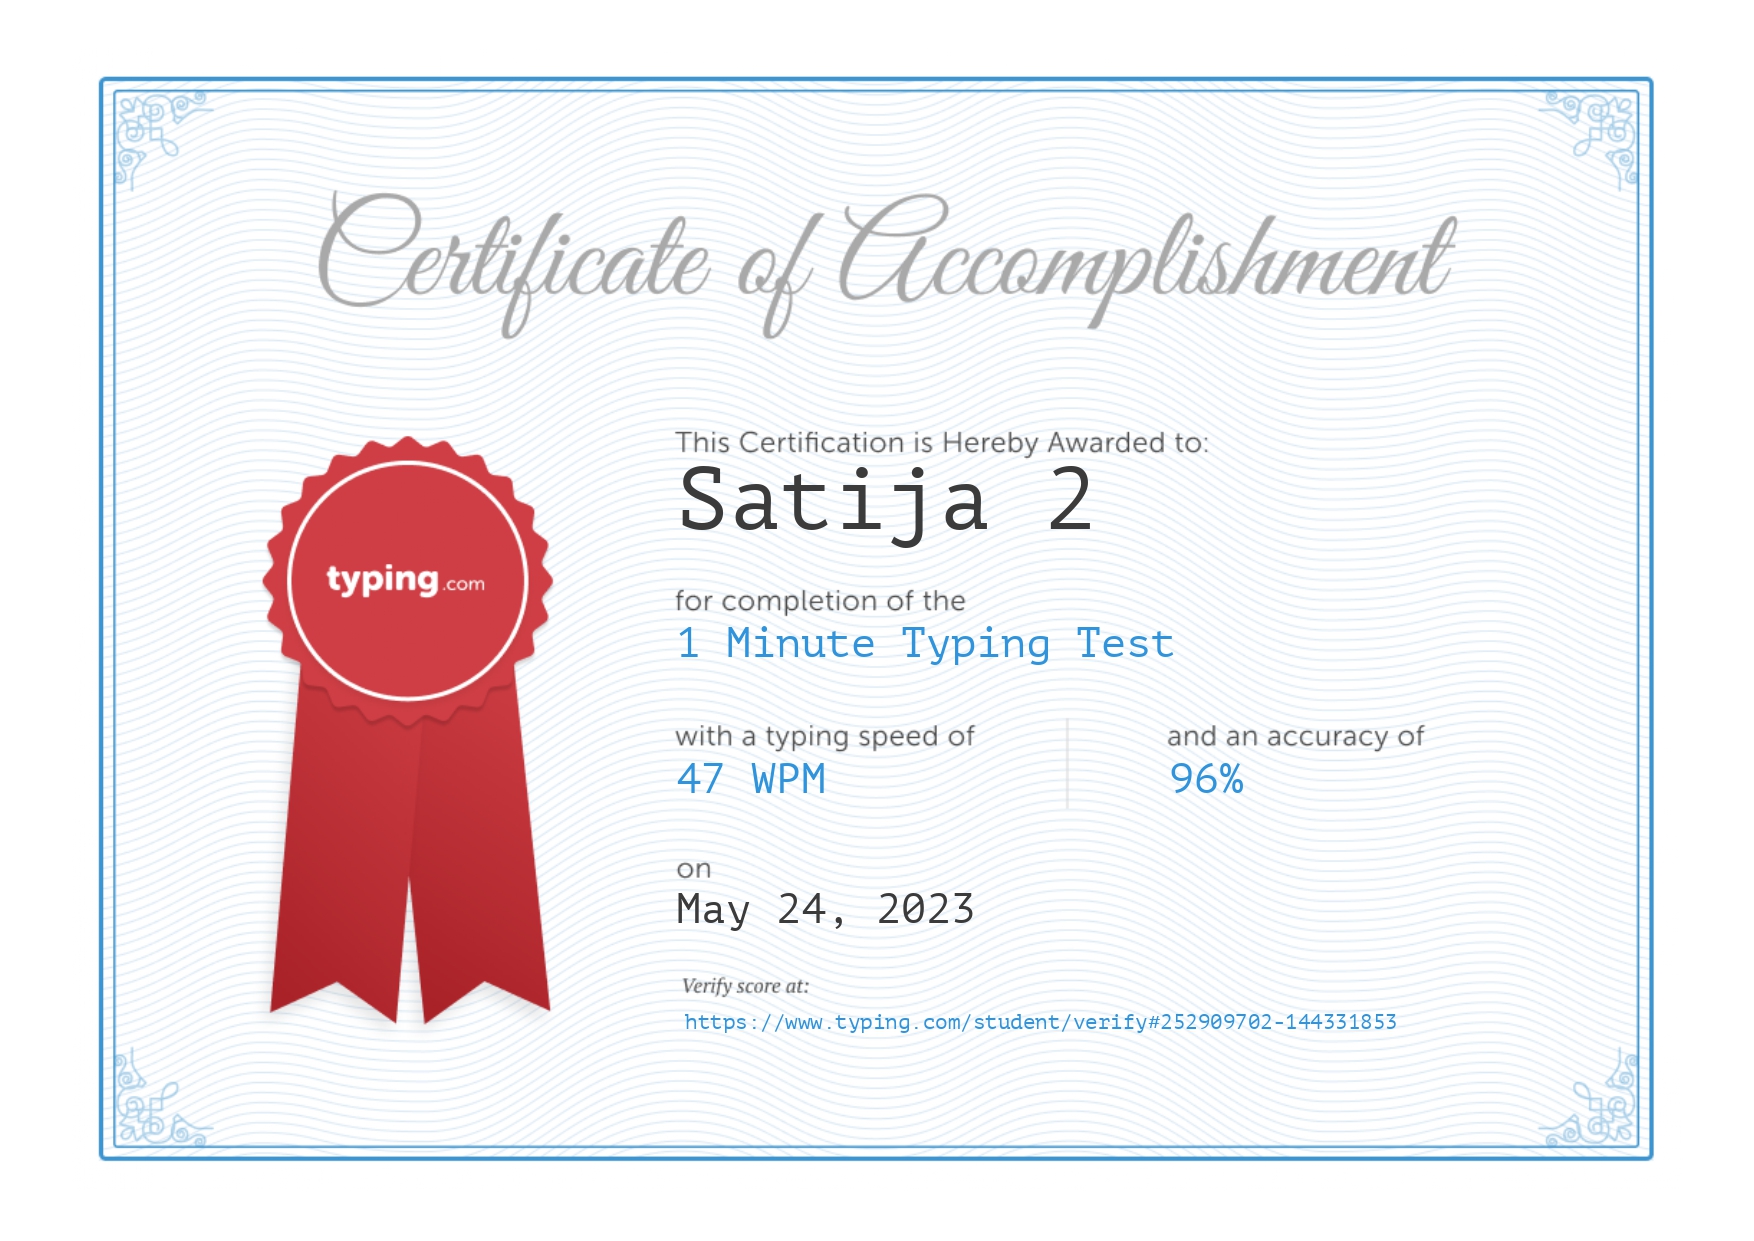 Certificate of Accomplishment
This Certification is Hereby Awarded to:
Satija 2
typing.com
for completion of the
1 Minute Typing Test
with a typing speed of
47 WPM
and an accuracy of
96%
on
May 24, 2023
Verify score at:
https://www.typing.com/student/verify#252909702-144331853